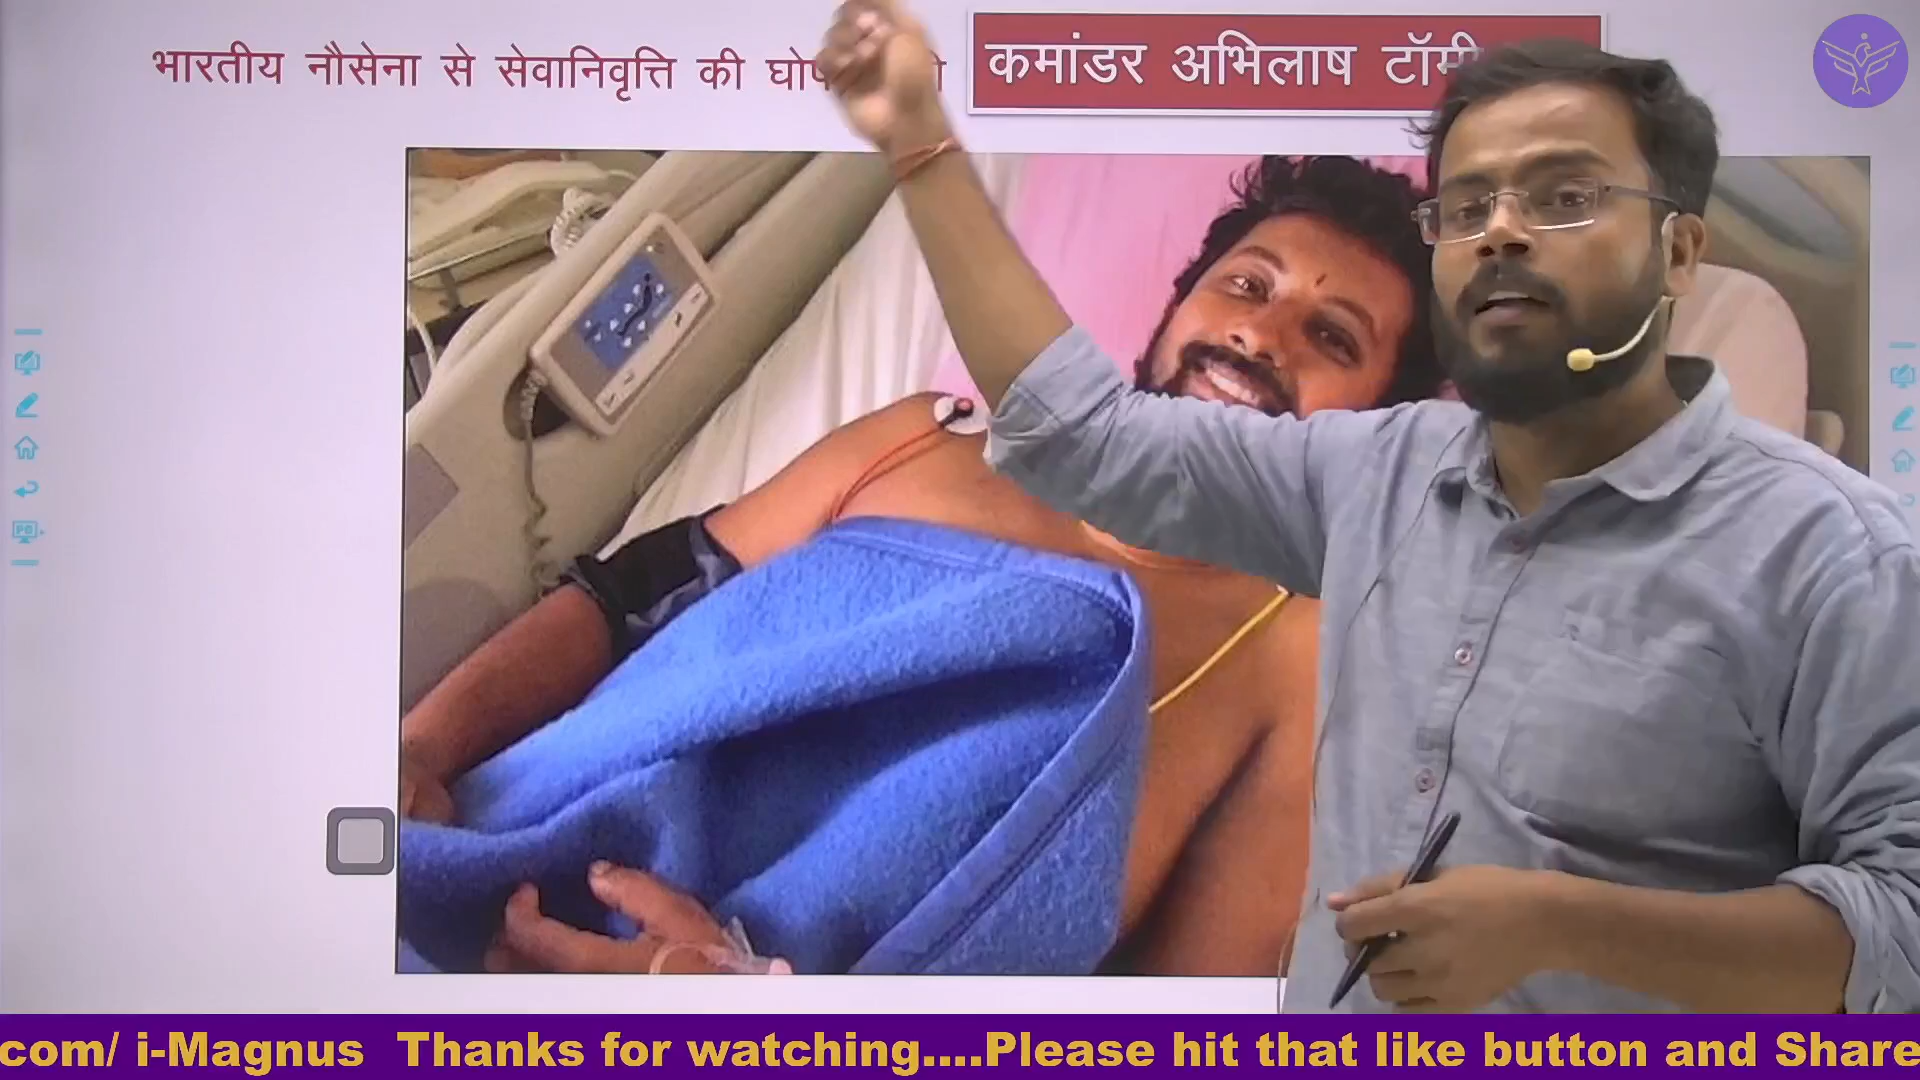 भारतीय नौसेना से सेवानिवृत्ति की
कमांडर अभिलाष टॉमी
com/ i-Magnus Thanks for watching....Please hit that like button and Share